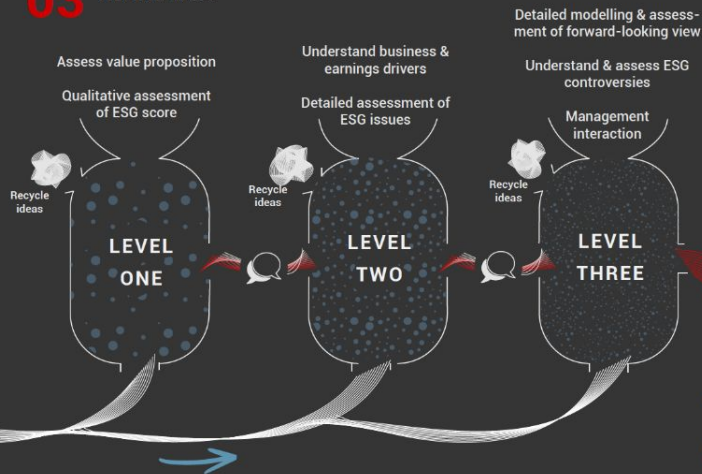 03
Assess value proposition
Qualitative assessment
of ESG score
Recycle
ideas
LEVEL
ONE
Understand business &
earnings drivers
Detailed assessment of
ESG issues
Recycle
ideas
LEVEL
TWO
Detailed modelling & assess-
ment of forward-looking view
Understand & assess ESG
controversies
Management
interaction
Recycle
ideas
LEVEL
THREE